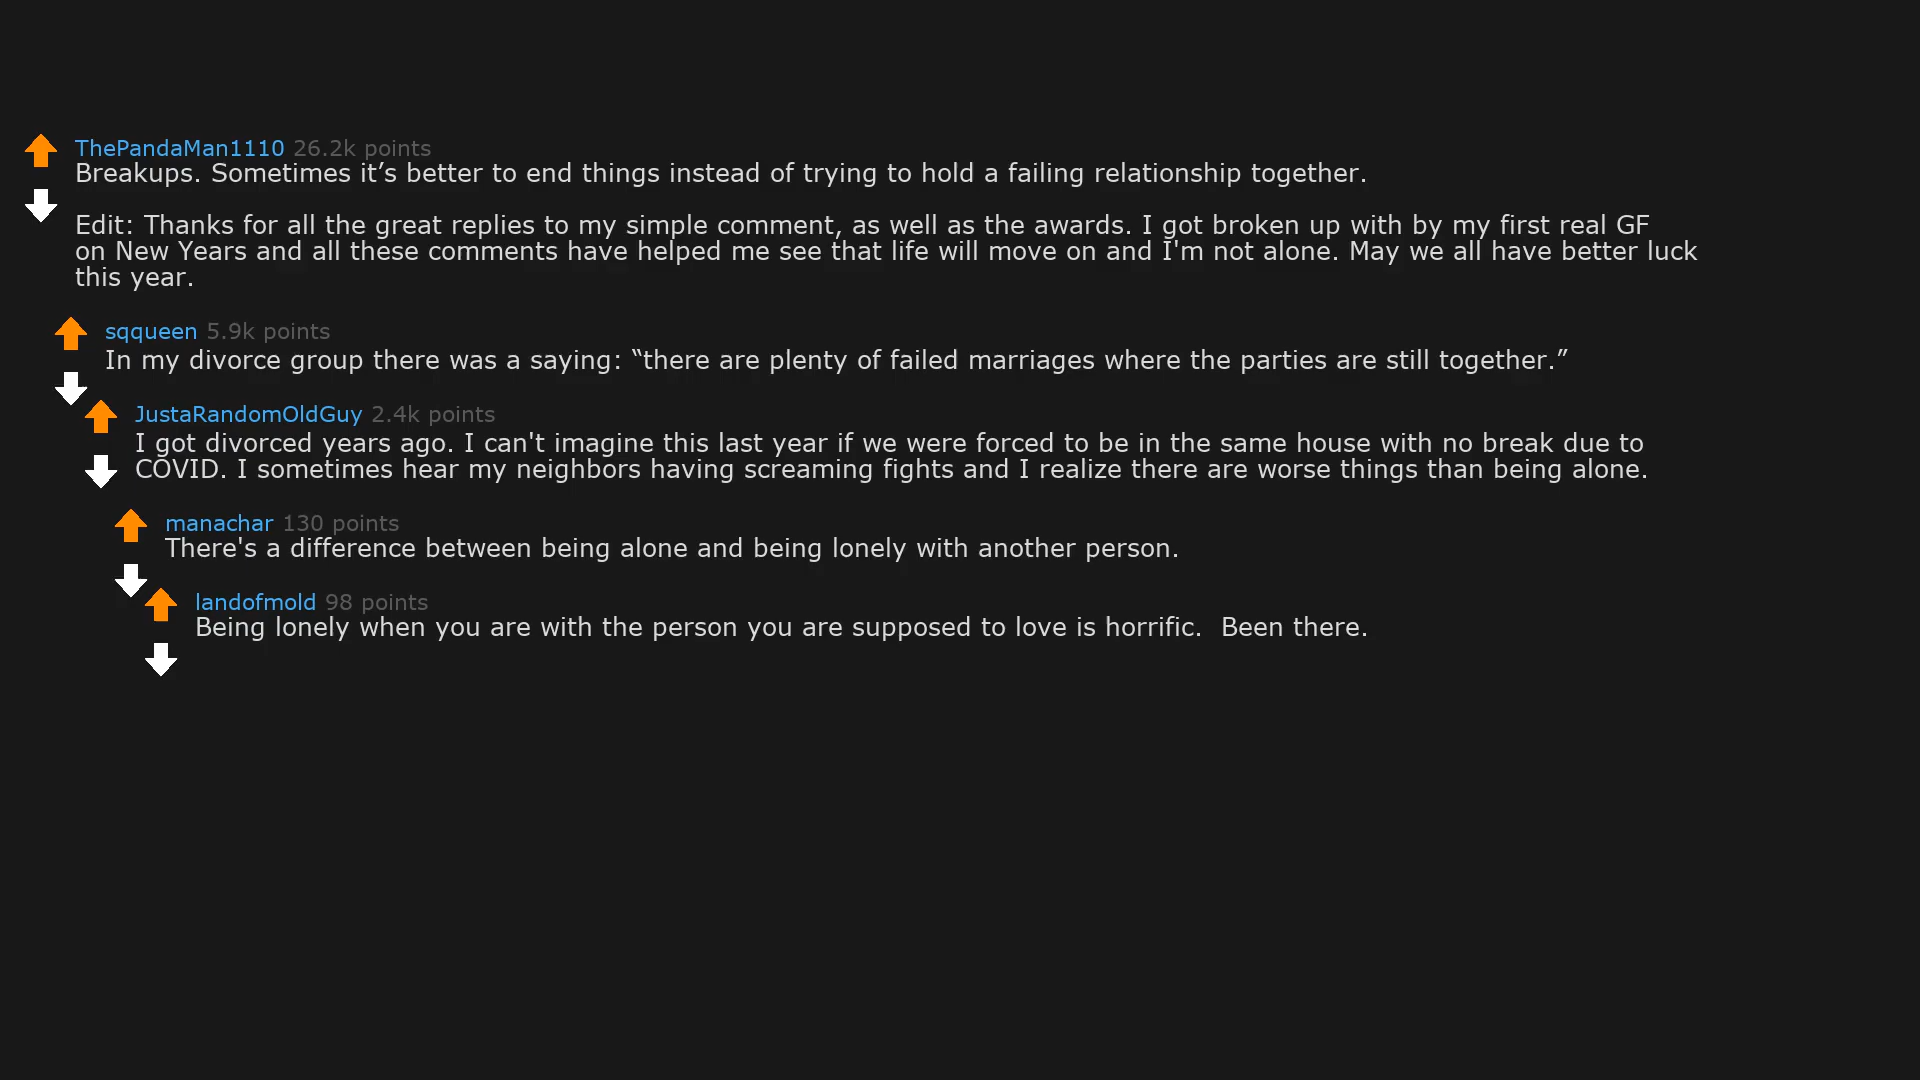 ThePandaMan1110 26.2k points
Breakups. Sometimes it’s better to end things instead of trying to hold a failing relationship together.
Edit: Thanks for all the great replies to my simple comment, as well as the awards. I got broken up with by my first real GF
on New Years and all these comments have helped me see that life will move on and I'm not alone. May we all have better luck
this year.
sqqueen 5.9k points
In my divorce group there was a saying: “there are plenty of failed marriages where the parties are still together.”
JustaRandomOldGuy 2.4k points
I got divorced years ago. I can't imagine this last year if we were forced to be in the same house with no break due to
COVID. I sometimes hear my neighbors having screaming fights and I realize there are worse things than being alone.
manachar 130 points
There's a difference between being alone and being lonely with another person.
landofmold 98 points
Being lonely when you are with the person you are supposed to love is horrific.  Been there.